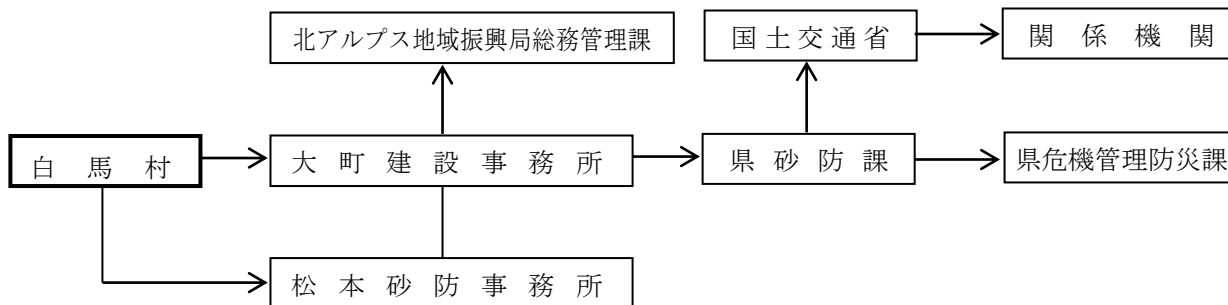 北アルプス地域振興局総務管理課
国土交通省
関係機関
白馬村
大町建設事務所
県砂防課
県危機管理防災課
松本砂防事務所